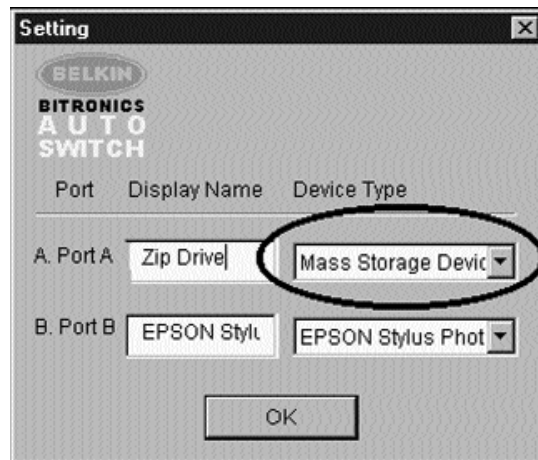 Setting
BELKIN
BITRONICS
AUTO
SWITCH
Port Display Name Device Type
A. Port A Zip Drive Mass Storage Devic
B. Port B EPSON Stylu EPSON Stylus Phot
OK